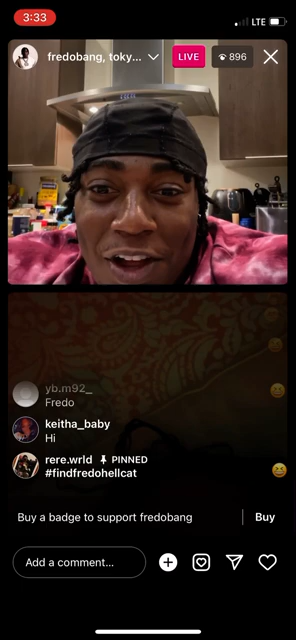 3:33
LTE
fredobang, toky...
LIVE
896
yb.m92_
Fredo
keitha_baby
Hi
rere.wrld PINNED
#findfredohellcat
Buy a badge to support fredobang
Buy
Add a comment...